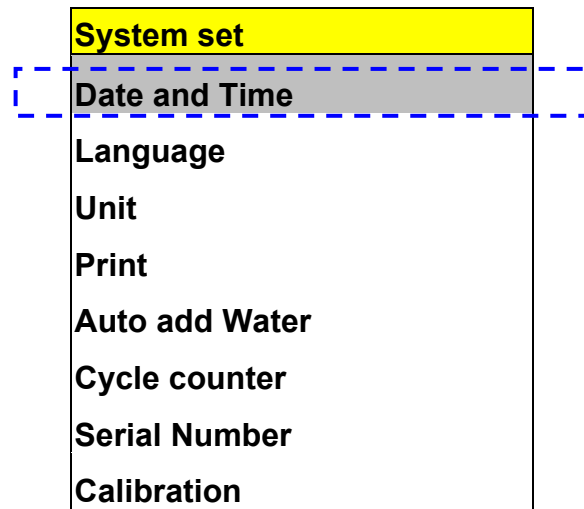 System set
Date and Time
Language
Unit
Print
Auto add Water
Cycle counter
Serial Number
Calibration